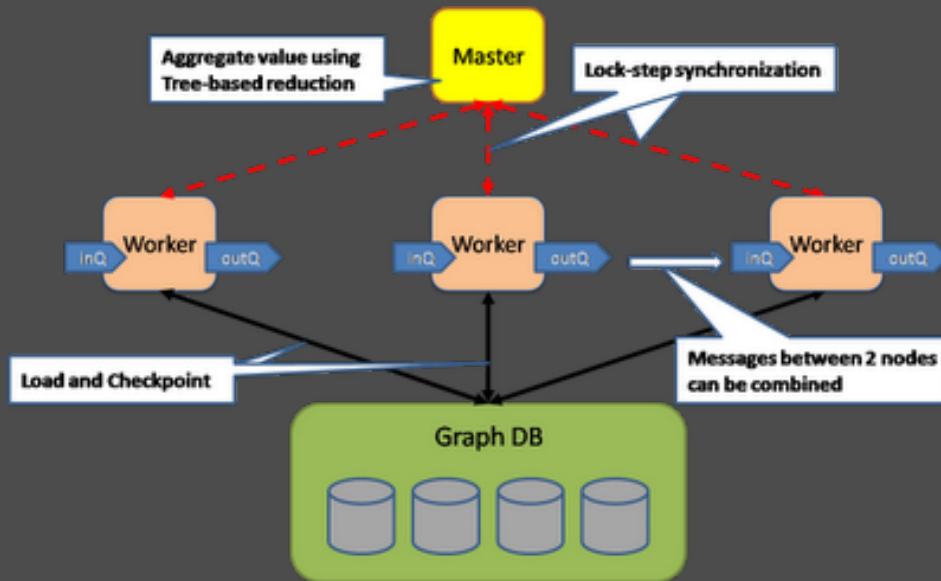 Aggregate value using
Tree-based reduction
Master
Lock-step synchronization
inQ
Worker
outQ
inQ
Worker
outQ
inQ
Worker
outQ
Load and Checkpoint
Messages between 2 nodes
can be combined
Graph DB